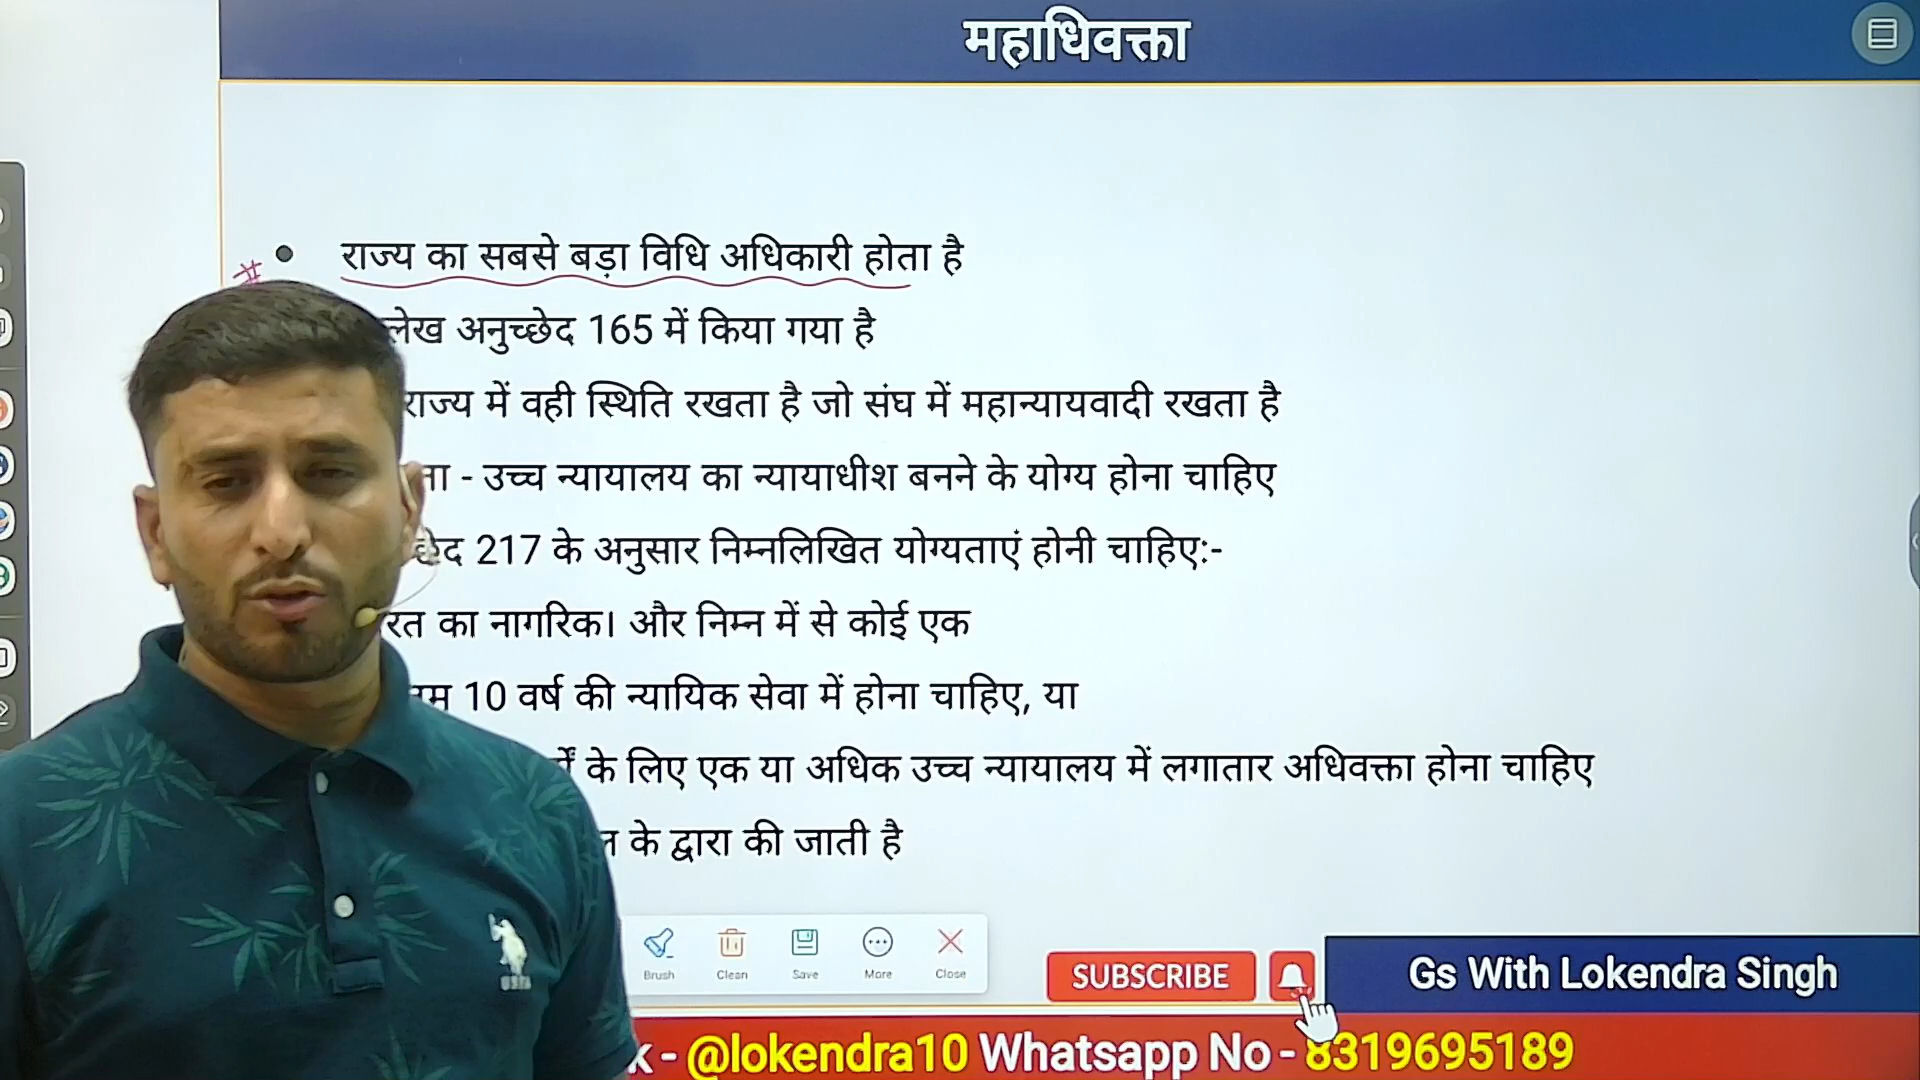 महाधिवक्ता
राज्य का सबसे बड़ा विधि अधिकारी होता है
अनुच्छेद 165 में किया गया है
राज्य में वही स्थिति रखता है जो संघ में महान्यायवादी रखता है
- उच्च न्यायालय का न्यायाधीश बनने के योग्य होना चाहिए
217 के अनुसार निम्नलिखित योग्यताएं होनी चाहिए:-
का नागरिक। और निम्न में से कोई एक
10 वर्ष की न्यायिक सेवा में होना चाहिए, या
के लिए एक या अधिक उच्च न्यायालय में लगातार अधिवक्ता होना चाहिए
के द्वारा की जाती है
Brush Clean Save More Close
SUBSCRIBE
Gs With Lokendra Singh
- @lokendra10 Whatsapp No - 8319695189